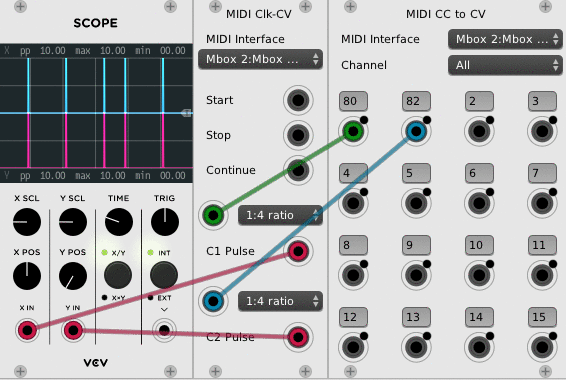 SCOPE
X pp 10.00 max 10.00 min 00.00
Y pp 10.00 max 10.00 min 00.00
X SCL Y SCL TIME TRIG
X POS Y POS X/Y INT
X×Y EXT
X IN Y IN
VCV
MIDI Clk-CV
MIDI Interface
Mbox 2:Mbox ...
Start
Stop
Continue
1:4 ratio
C1 Pulse
1:4 ratio
C2 Pulse
MIDI CC to CV
MIDI Interface Mbox 2:Mbox ...
Channel All
80 82 2 3
4 5 6 7
8 9 10 11
12 13 14 15